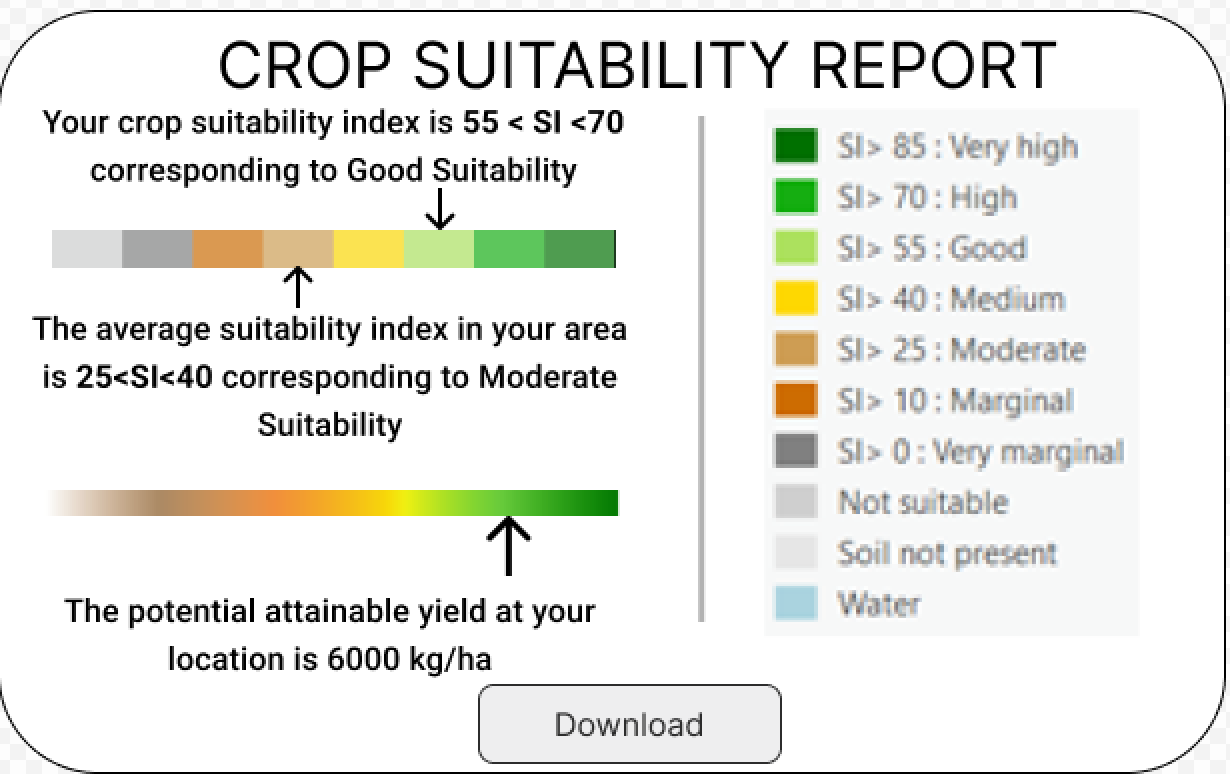 CROP SUITABILITY REPORT
Your crop suitability index is 55 < SI <70
corresponding to Good Suitability
The average suitability index in your area
is 25<SI<40 corresponding to Moderate
Suitability
The potential attainable yield at your
location is 6000 kg/ha
SI> 85 : Very high
SI> 70 : High
SI> 55 : Good
SI> 40 : Medium
SI> 25 : Moderate
SI> 10 : Marginal
SI> 0 : Very marginal
Not suitable
Soil not present
Water
Download